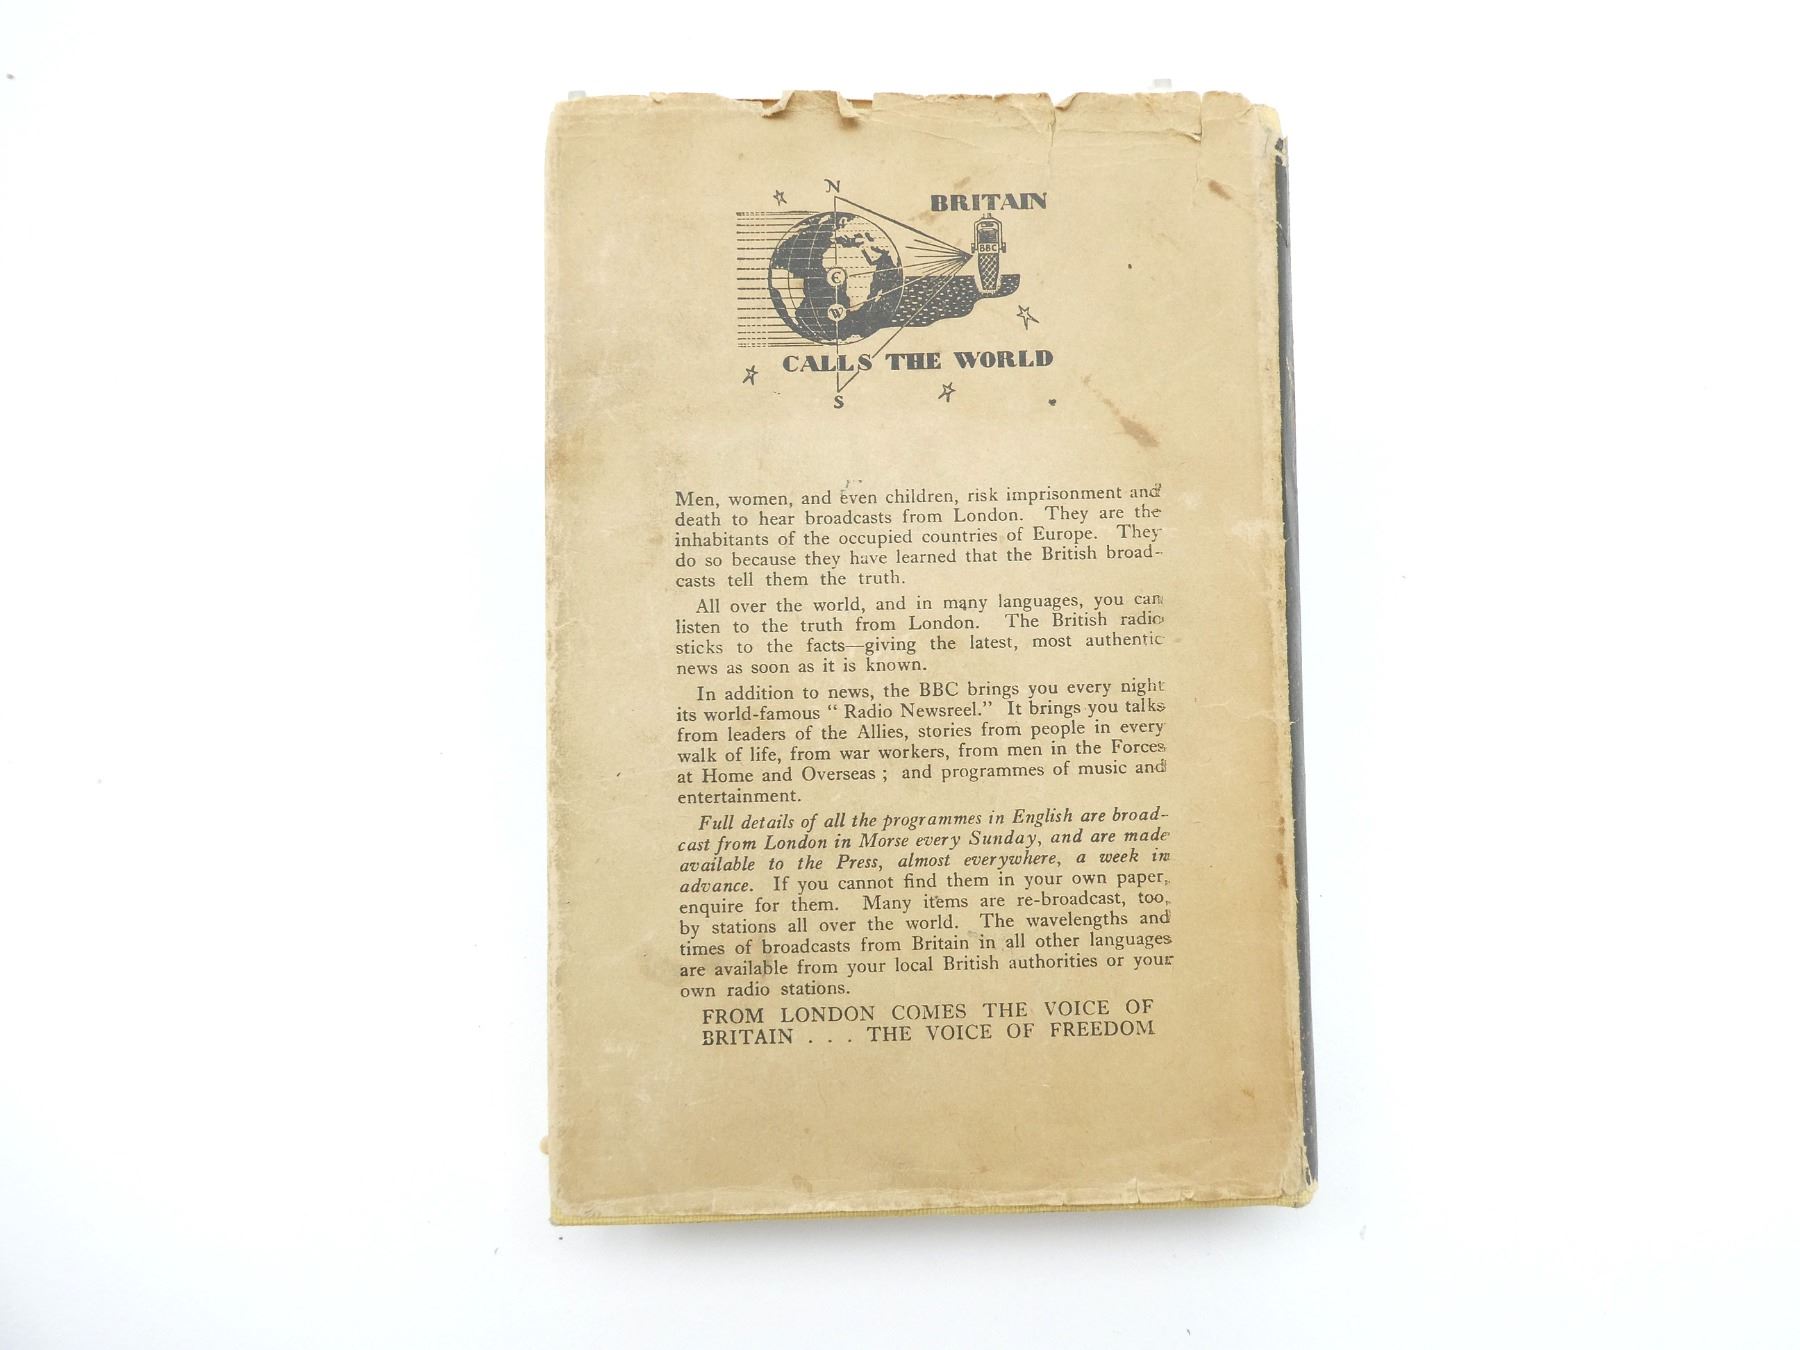 N
BRITAIN
BBC
E
W
CALLS THE WORLD
S
Men, women, and even children, risk imprisonment and
death to hear broadcasts from London. They are the
inhabitants of the occupied countries of Europe. They
do so because they have learned that the British broad-
casts tell them the truth.
All over the world, and in many languages, you can
listen to the truth from London. The British radio
sticks to the facts—giving the latest, most authentic
news as soon as it is known.
In addition to news, the BBC brings you every night
its world-famous “ Radio Newsreel.” It brings you talks
from leaders of the Allies, stories from people in every
walk of life, from war workers, from men in the Forces
at Home and Overseas ; and programmes of music and
entertainment.
Full details of all the programmes in English are broad-
cast from London in Morse every Sunday, and are made
available to the Press, almost everywhere, a week in
advance. If you cannot find them in your own paper,
enquire for them. Many items are re-broadcast, too,
by stations all over the world. The wavelengths and
times of broadcasts from Britain in all other languages
are available from your local British authorities or your
own radio stations.
FROM LONDON COMES THE VOICE OF
BRITAIN . . . THE VOICE OF FREEDOM